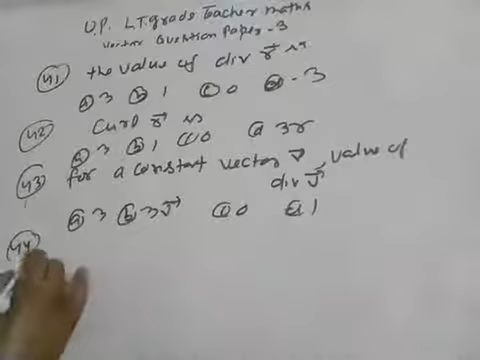 U.P. L.T. grade Teacher maths
Vector Question Paper - 3
41 the value of div r⃗ is
(a) 3 (b) 1 (c) 0 (d) - 3
42 Curl r⃗ is
(a) 3 (b) 1 (c) 0 (d) 3r
43 for a constant vector v⃗, value of
div v⃗
(a) 3 (b) 3v⃗ (c) 0 (d) 1
44